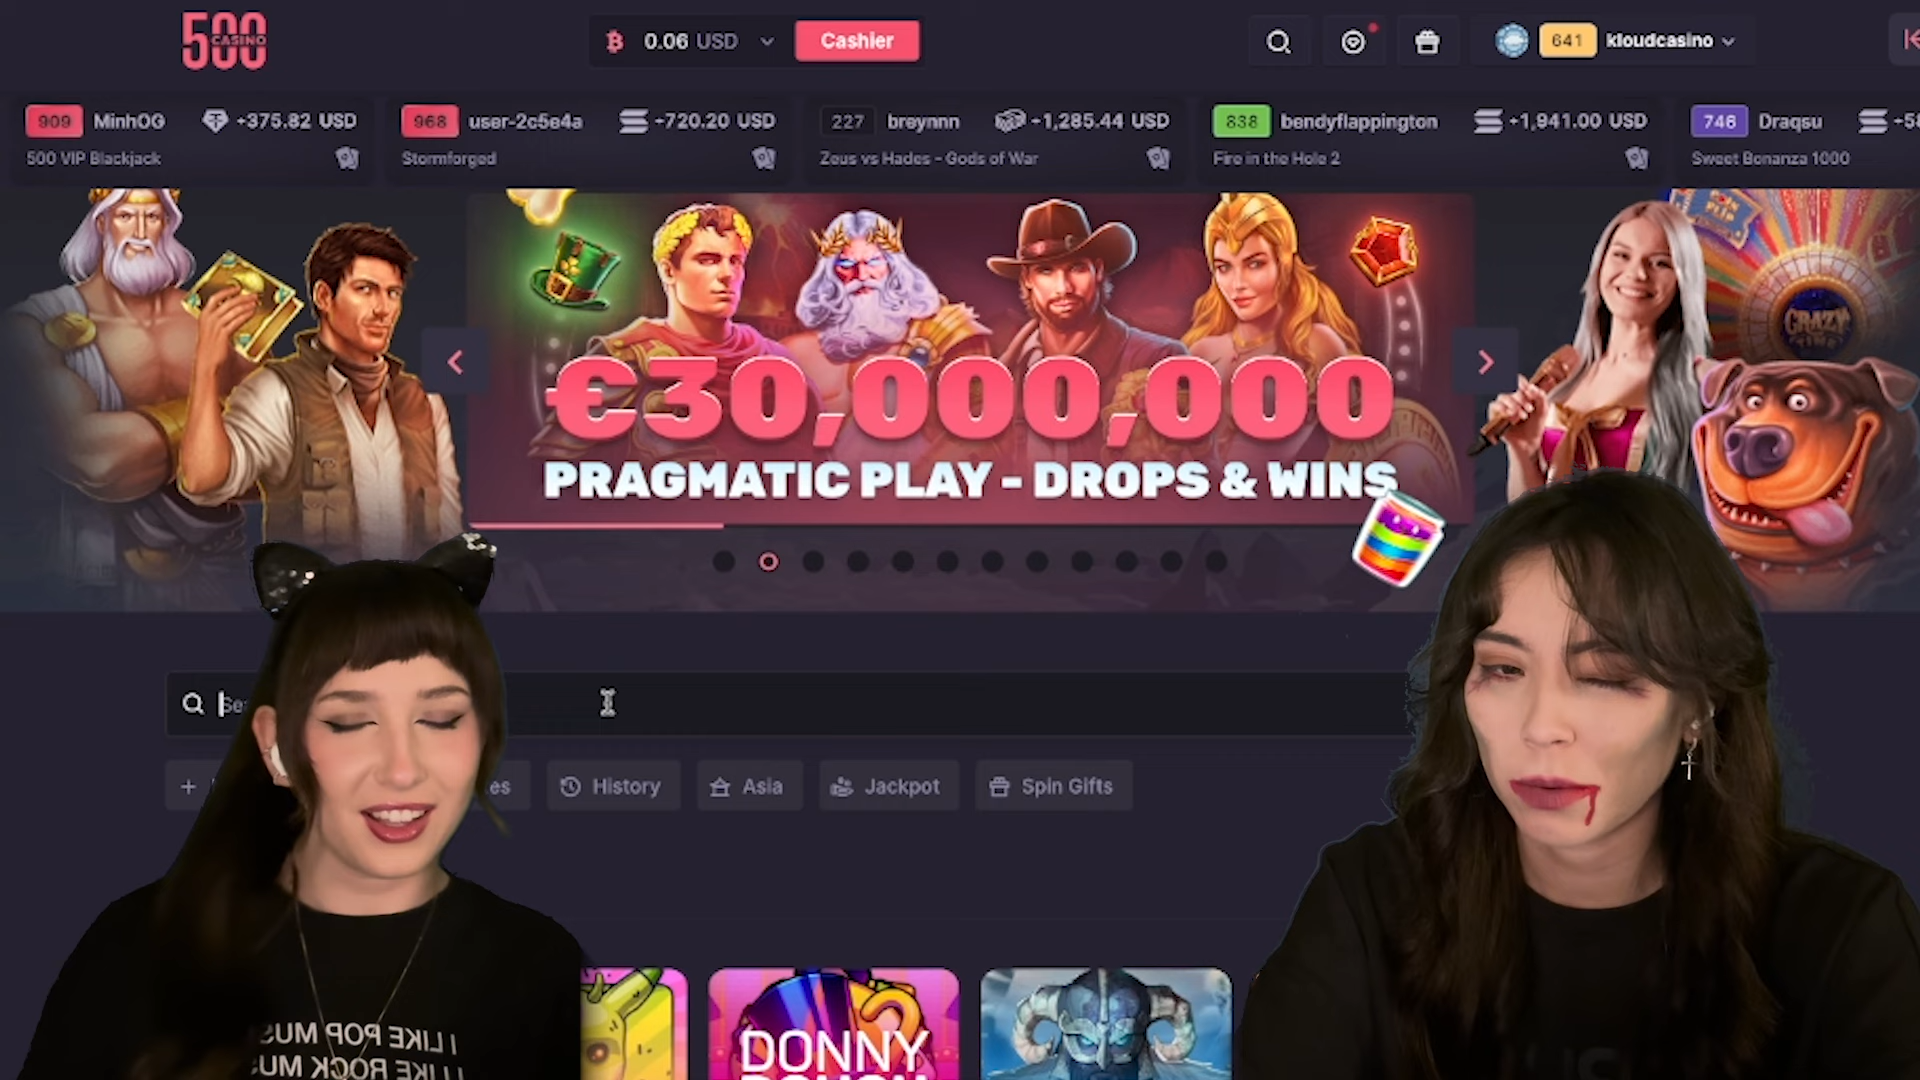 500
CASINO
0.06 USD
Cashier
641
kloudcasino
909 MinhOG +375.82 USD
500 VIP Blackjack
968 user-2c5e4a +720.20 USD
Stormforged
227 breynnn +1,285.44 USD
Zeus vs Hades - Gods of War
838 bendyflappington +1,941.00 USD
Fire in the Hole 2
746 Draqsu
Sweet Bonanza 1000
CRAZY
TIME
€30,000,000
PRAGMATIC PLAY - DROPS & WINS
History
Asia
Jackpot
Spin Gifts
I LIKE POP MUS
I LIKE ROCK MU
DONNY